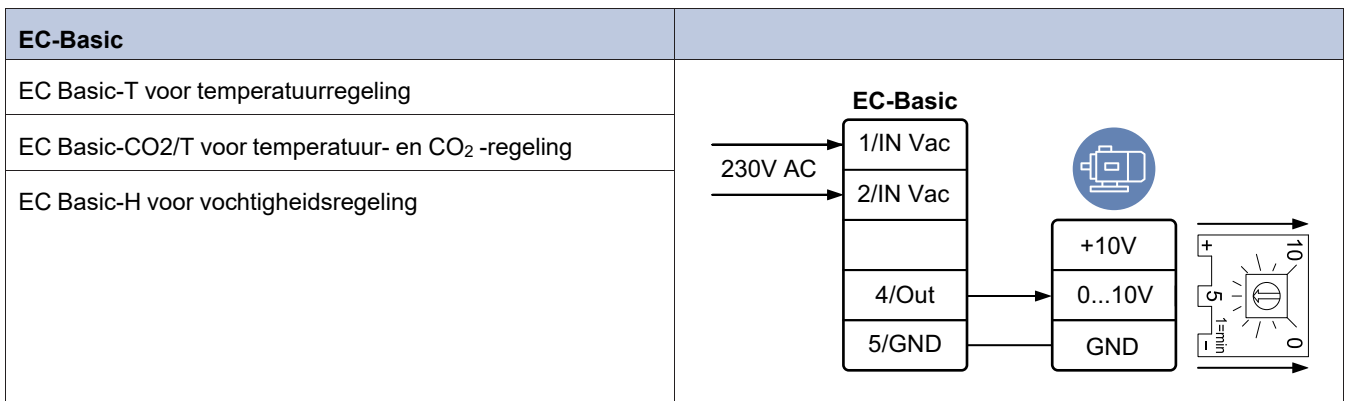 EC-Basic
EC Basic-T voor temperatuurregeling
EC Basic-CO2/T voor temperatuur- en CO₂ -regeling
EC Basic-H voor vochtigheidsregeling
EC-Basic
230V AC
1/IN Vac
2/IN Vac
4/Out
5/GND
+10V
0...10V
GND
+
5
-
1=min
10
0